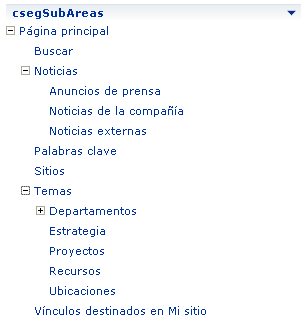 csegSubAreas
Página principal
Buscar
Noticias
Anuncios de prensa
Noticias de la compañía
Noticias externas
Palabras clave
Sitios
Temas
Departamentos
Estrategia
Proyectos
Recursos
Ubicaciones
Vínculos destinados en Mi sitio